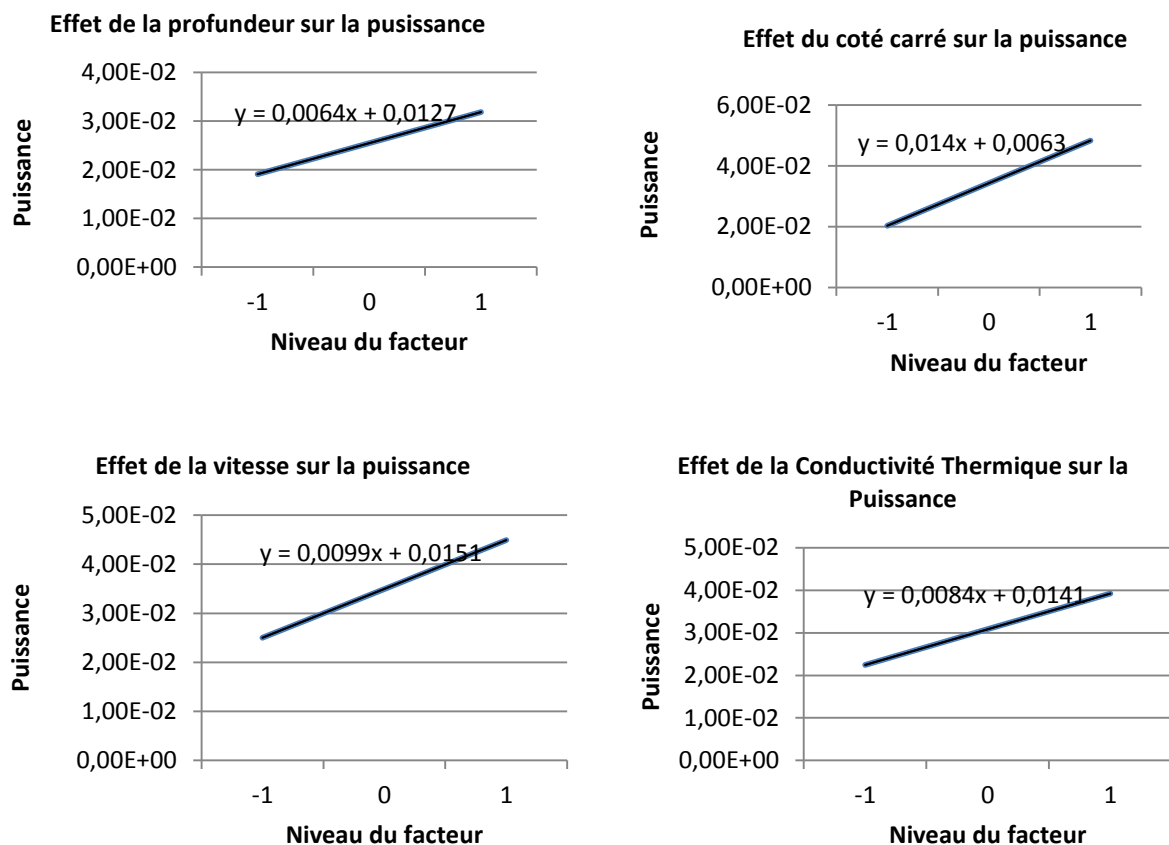 Effet de la profondeur sur la pusissance
4,00E-02
3,00E-02
2,00E-02
1,00E-02
0,00E+00
y = 0,0064x + 0,0127
Puissance
-1 0 1
Niveau du facteur
Effet du coté carré sur la puissance
6,00E-02
4,00E-02
2,00E-02
0,00E+00
y = 0,014x + 0,0063
Puissance
-1 0 1
Niveau du facteur
Effet de la vitesse sur la puissance
5,00E-02
4,00E-02
3,00E-02
2,00E-02
1,00E-02
0,00E+00
y = 0,0099x + 0,0151
Puissance
-1 0 1
Niveau du facteur
Effet de la Conductivité Thermique sur la
Puissance
5,00E-02
4,00E-02
3,00E-02
2,00E-02
1,00E-02
0,00E+00
y = 0,0084x + 0,0141
Puissance
-1 0 1
Niveau du facteur